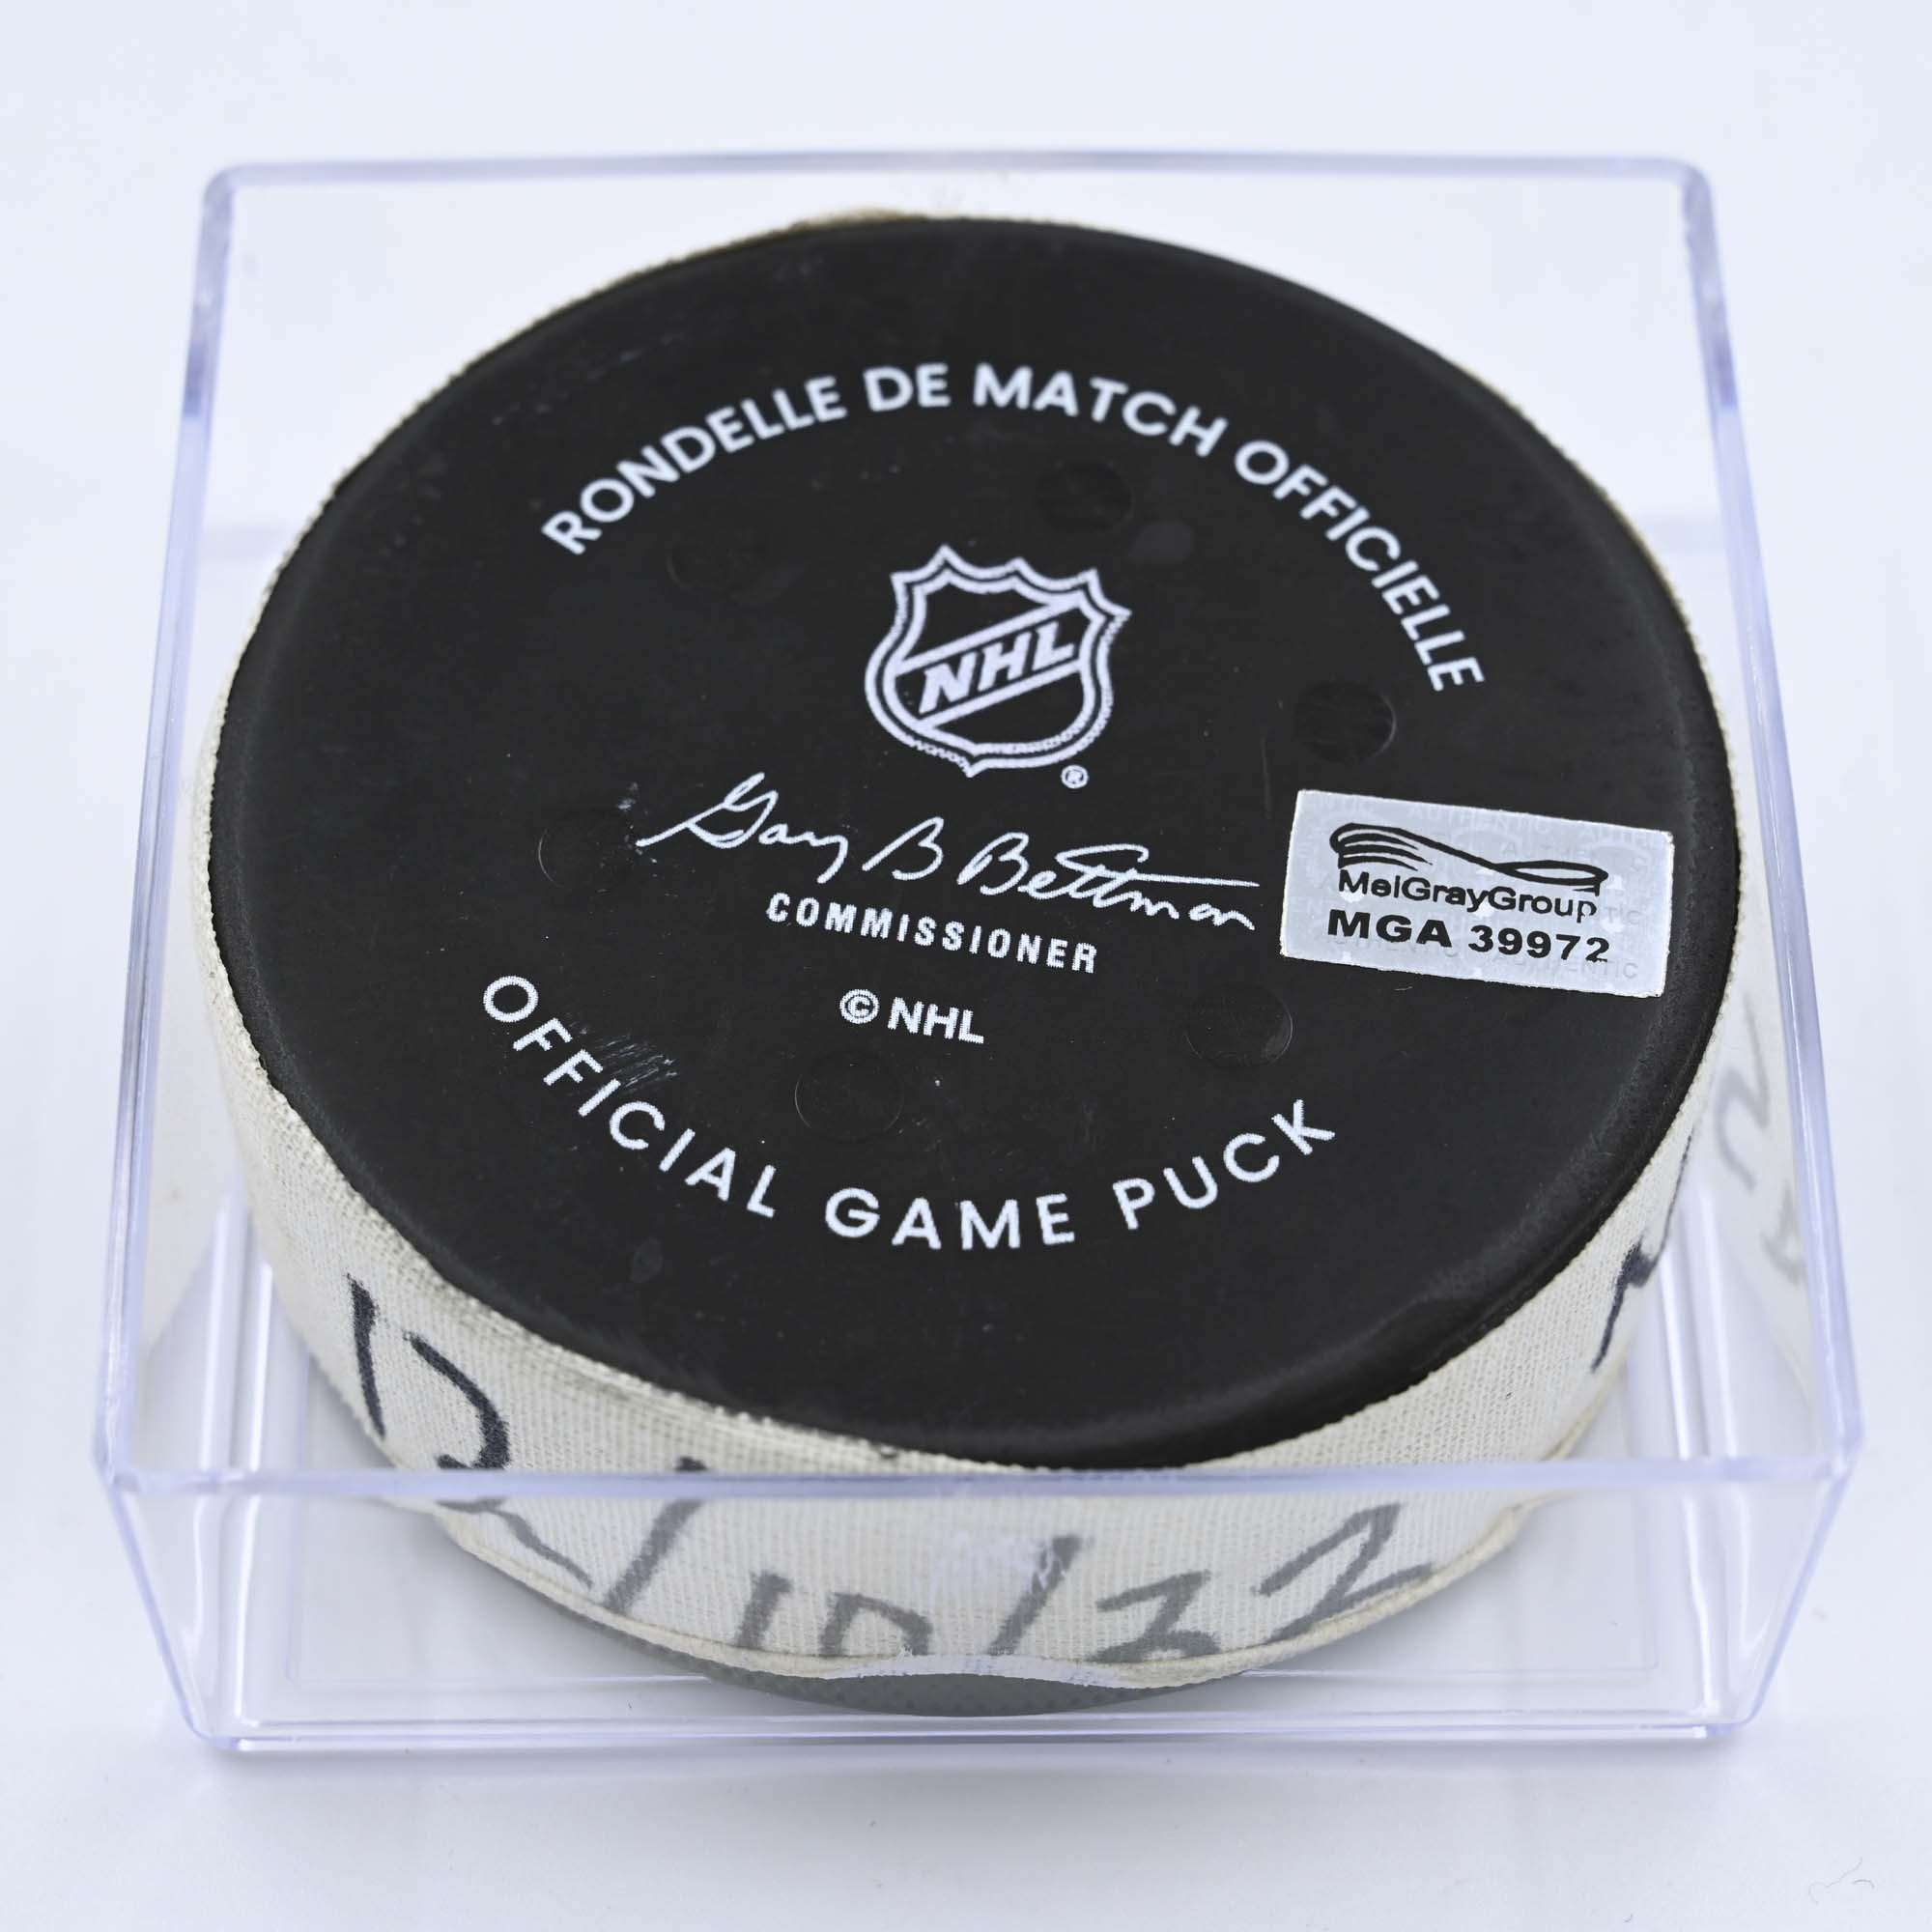 RONDELLE DE MATCH OFFICIELLE
NHL
®
Gary B Bettman
COMMISSIONER
© NHL
OFFICIAL GAME PUCK
MelGrayGroup
MGA 39972